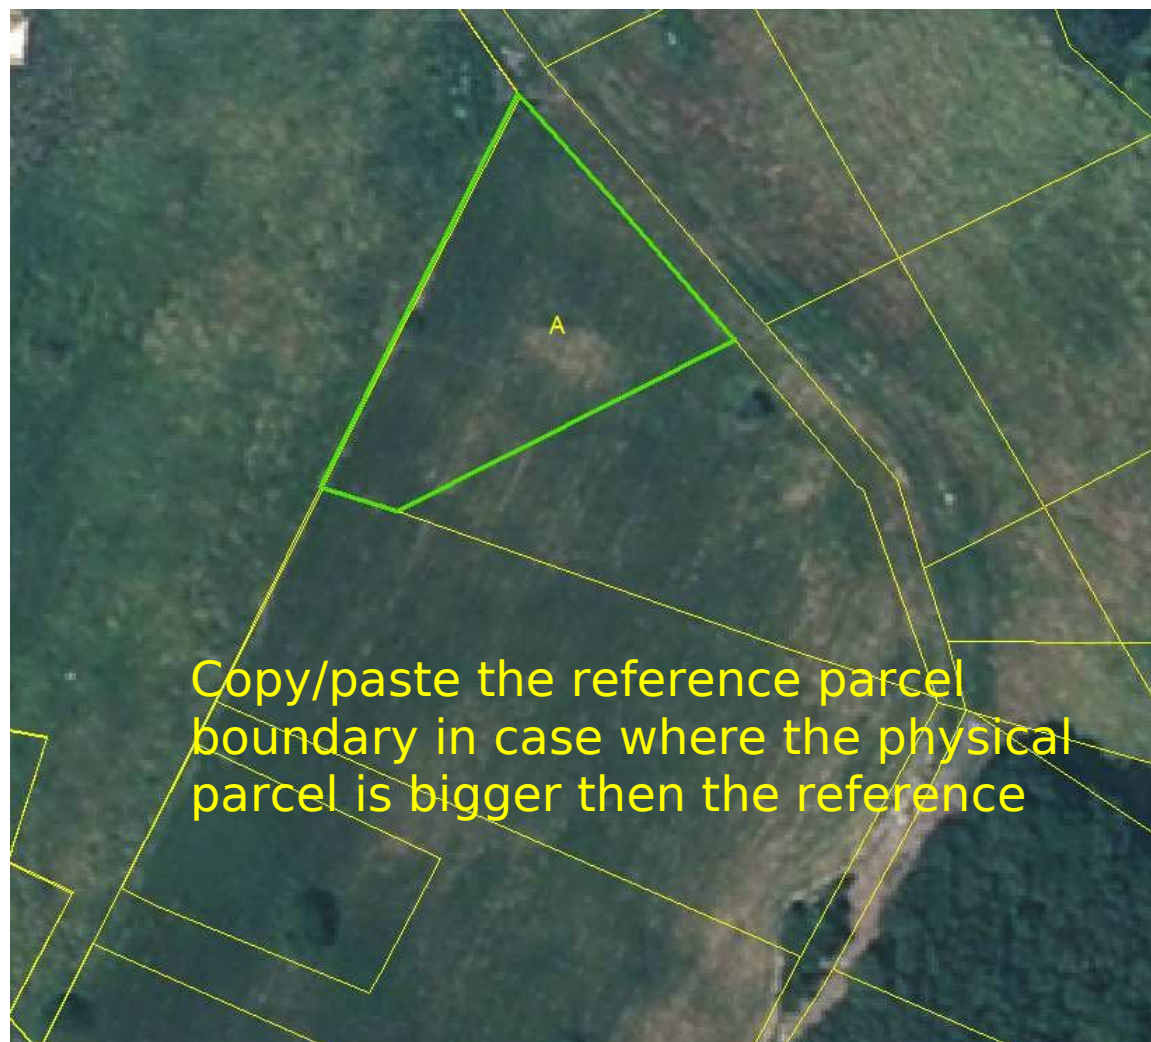 A
Copy/paste the reference parcel
boundary in case where the physical
parcel is bigger then the reference